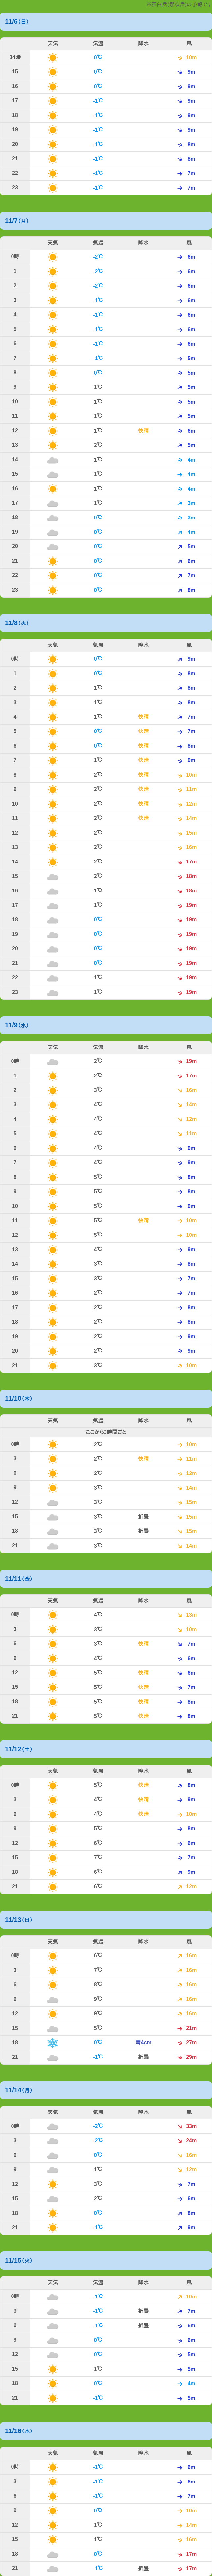 11/6(日)
天気 気温 降水 風
14時 0℃ 10m
15 0℃ 9m
16 0℃ 9m
17 -1℃ 9m
18 -1℃ 9m
19 -1℃ 9m
20 -1℃ 8m
21 -1℃ 8m
22 -1℃ 7m
23 -1℃ 7m
11/7(月)
天気 気温 降水 風
0時 -2℃ 6m
1 -2℃ 6m
2 -2℃ 6m
3 -1℃ 6m
4 -1℃ 6m
5 -1℃ 6m
6 -1℃ 6m
7 -1℃ 5m
8 0℃ 5m
9 1℃ 5m
10 1℃ 5m
11 1℃ 5m
12 1℃ 快晴 6m
13 2℃ 5m
14 1℃ 4m
15 1℃ 4m
16 1℃ 4m
17 1℃ 3m
18 0℃ 3m
19 0℃ 4m
20 0℃ 5m
21 0℃ 6m
22 0℃ 7m
23 0℃ 8m
11/8(火)
天気 気温 降水 風
0時 0℃ 9m
1 0℃ 8m
2 1℃ 8m
3 1℃ 8m
4 1℃ 快晴 7m
5 0℃ 快晴 7m
6 0℃ 快晴 8m
7 1℃ 快晴 9m
8 2℃ 快晴 10m
9 2℃ 快晴 11m
10 2℃ 快晴 12m
11 2℃ 快晴 14m
12 2℃ 15m
13 2℃ 16m
14 2℃ 17m
15 2℃ 18m
16 1℃ 18m
17 1℃ 19m
18 0℃ 19m
19 0℃ 19m
20 0℃ 19m
21 0℃ 19m
22 1℃ 19m
23 1℃ 19m
11/9(水)
天気 気温 降水 風
0時 2℃ 19m
1 2℃ 17m
2 3℃ 16m
3 4℃ 14m
4 4℃ 12m
5 4℃ 11m
6 4℃ 9m
7 4℃ 9m
8 5℃ 8m
9 5℃ 8m
10 5℃ 9m
11 5℃ 快晴 10m
12 5℃ 10m
13 4℃ 9m
14 3℃ 8m
15 3℃ 7m
16 2℃ 7m
17 2℃ 8m
18 2℃ 8m
19 2℃ 9m
20 2℃ 9m
21 3℃ 10m
11/10(木)
天気 気温 降水 風
ここから3時間ごと
0時 2℃ 10m
3 2℃ 快晴 11m
6 2℃ 13m
9 3℃ 14m
12 3℃ 15m
15 3℃ 折曇 15m
18 3℃ 折曇 15m
21 3℃ 14m
11/11(金)
天気 気温 降水 風
0時 4℃ 13m
3 3℃ 10m
6 3℃ 快晴 7m
9 4℃ 6m
12 5℃ 快晴 6m
15 5℃ 快晴 7m
18 5℃ 快晴 8m
21 5℃ 快晴 8m
11/12(土)
天気 気温 降水 風
0時 5℃ 快晴 8m
3 4℃ 快晴 9m
6 4℃ 快晴 10m
9 5℃ 8m
12 6℃ 6m
15 7℃ 7m
18 6℃ 9m
21 6℃ 12m
11/13(日)
天気 気温 降水 風
0時 6℃ 16m
3 7℃ 16m
6 8℃ 16m
9 9℃ 16m
12 9℃ 16m
15 5℃ 21m
18 0℃ 雪4cm 27m
21 -1℃ 折曇 29m
11/14(月)
天気 気温 降水 風
0時 -2℃ 33m
3 -2℃ 24m
6 0℃ 16m
9 1℃ 12m
12 3℃ 7m
15 2℃ 6m
18 0℃ 8m
21 -1℃ 9m
11/15(火)
天気 気温 降水 風
0時 -1℃ 10m
3 -1℃ 折曇 7m
6 -1℃ 折曇 6m
9 0℃ 6m
12 0℃ 5m
15 1℃ 5m
18 0℃ 4m
21 -1℃ 5m
11/16(水)
天気 気温 降水 風
0時 -1℃ 6m
3 -1℃ 6m
6 -1℃ 7m
9 0℃ 10m
12 1℃ 14m
15 1℃ 16m
18 0℃ 17m
21 -1℃ 折曇 17m